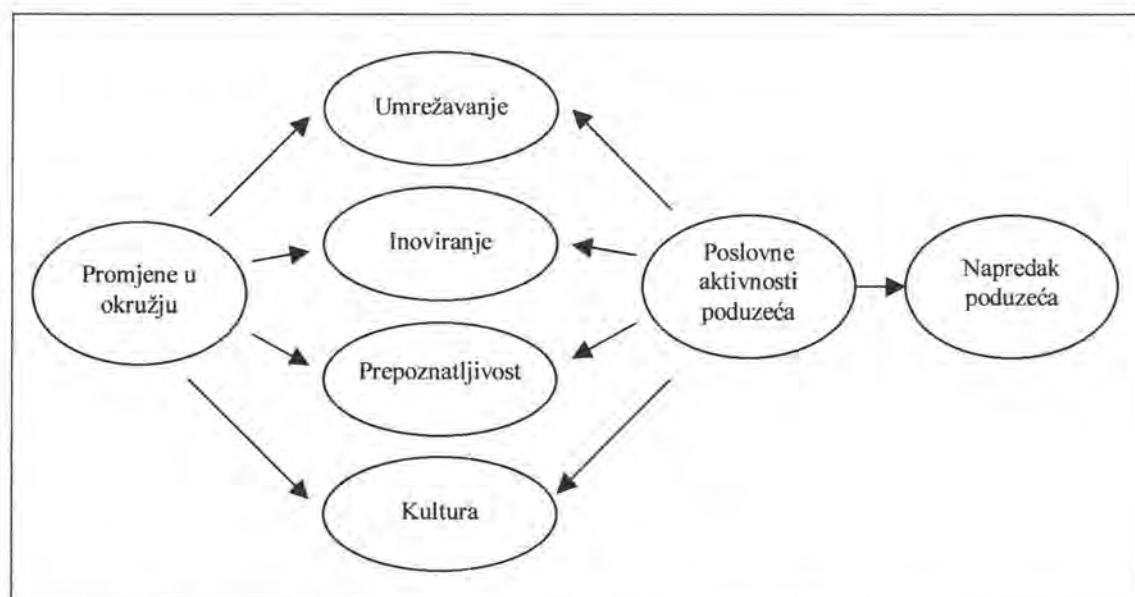 Umrežavanje
Inoviranje
Promjene u
okružju
Poslovne
aktivnosti
poduzeća
Napredak
poduzeća
Prepoznatljivost
Kultura